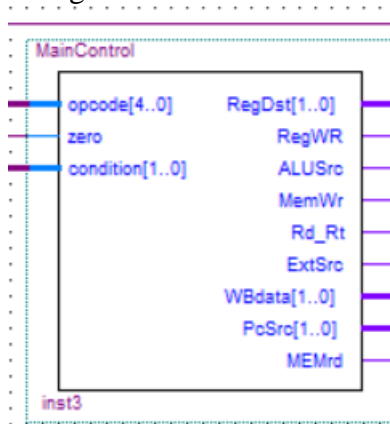 MainControl
opcode[4..0] RegDst[1..0]
zero RegWR
condition[1..0] ALUSrc
MemWr
Rd_Rt
ExtSrc
WBdata[1..0]
PcSrc[1..0]
MEMrd
inst3